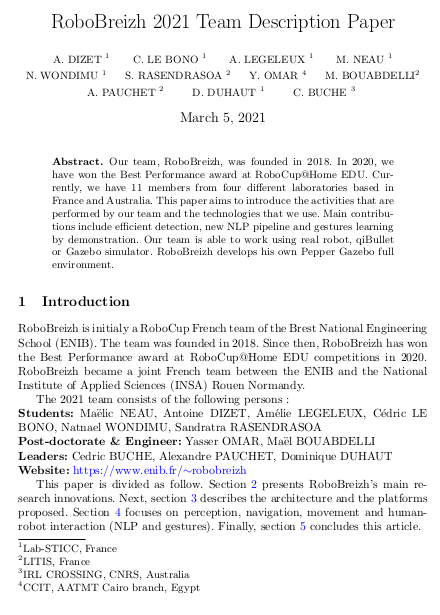 RoboBreizh 2021 Team Description Paper
A. DIZET 1 C. LE BONO 1 A. LEGELEUX 1 M. NEAU 1
N. WONDIMU 1 S. RASENDRASOA 2 Y. OMAR 4 M. BOUABDELLI2
A. PAUCHET 2 D. DUHAUT 1 C. BUCHE 3
March 5, 2021
Abstract. Our team, RoboBreizh, was founded in 2018. In 2020, we
have won the Best Performance award at RoboCup@Home EDU. Cur-
rently, we have 11 members from four different laboratories based in
France and Australia. This paper aims to introduce the activities that are
performed by our team and the technologies that we use. Main contribu-
tions include efficient detection, new NLP pipeline and gestures learning
by demonstration. Our team is able to work using real robot, qiBullet
or Gazebo simulator. RoboBreizh develops his own Pepper Gazebo full
environment.
1 Introduction
RoboBreizh is initialy a RoboCup French team of the Brest National Engineering
School (ENIB). The team was founded in 2018. Since then, RoboBreizh has won
the Best Performance award at RoboCup@Home EDU competitions in 2020.
RoboBreizh became a joint French team between the ENIB and the National
Institute of Applied Sciences (INSA) Rouen Normandy.
The 2021 team consists of the following persons :
Students: Maëlic NEAU, Antoine DIZET, Amélie LEGELEUX, Cédric LE
BONO, Natnael WONDIMU, Sandratra RASENDRASOA
Post-doctorate & Engineer: Yasser OMAR, Maël BOUABDELLI
Leaders: Cedric BUCHE, Alexandre PAUCHET, Dominique DUHAUT
Website: https://www.enib.fr/~robobreizh
This paper is divided as follow. Section 2 presents RoboBreizh's main re-
search innovations. Next, section 3 describes the architecture and the platforms
proposed. Section 4 focuses on perception, navigation, movement and human-
robot interaction (NLP and gestures). Finally, section 5 concludes this article.
1Lab-STICC, France
2LITIS, France
3IRL CROSSING, CNRS, Australia
4CCIT, AATMT Cairo branch, Egypt